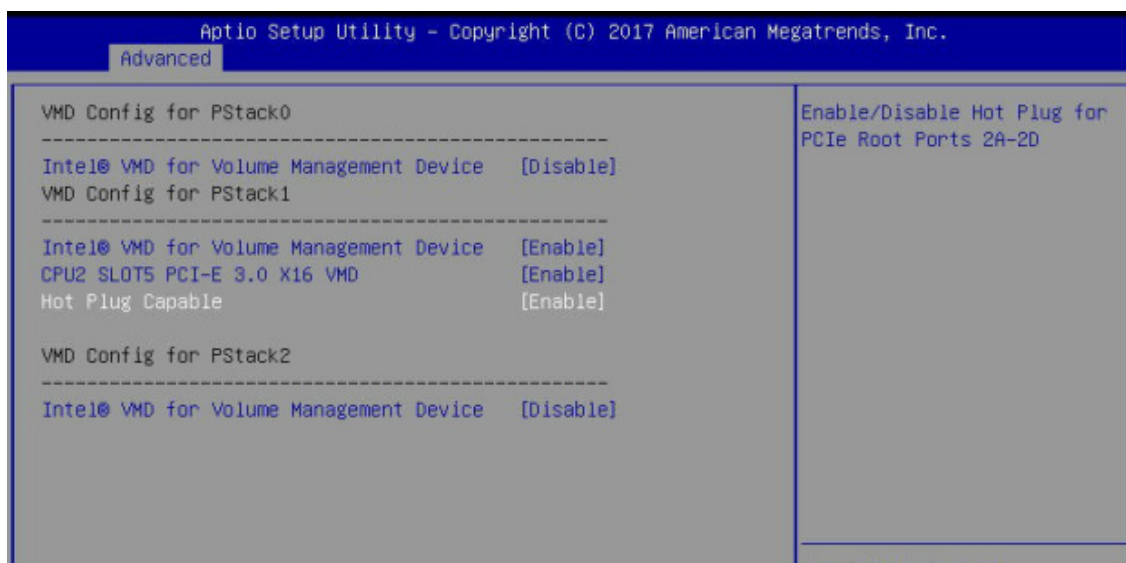 Aptio Setup Utility - Copyright (C) 2017 American Megatrends, Inc.
Advanced
VMD Config for PStack0
--------------------------------------------------
Intel® VMD for Volume Management Device [Disable]
VMD Config for PStack1
--------------------------------------------------
Intel® VMD for Volume Management Device [Enable]
CPU2 SLOT5 PCI-E 3.0 X16 VMD [Enable]
Hot Plug Capable [Enable]
VMD Config for PStack2
--------------------------------------------------
Intel® VMD for Volume Management Device [Disable]
Enable/Disable Hot Plug for
PCIe Root Ports 2A-2D